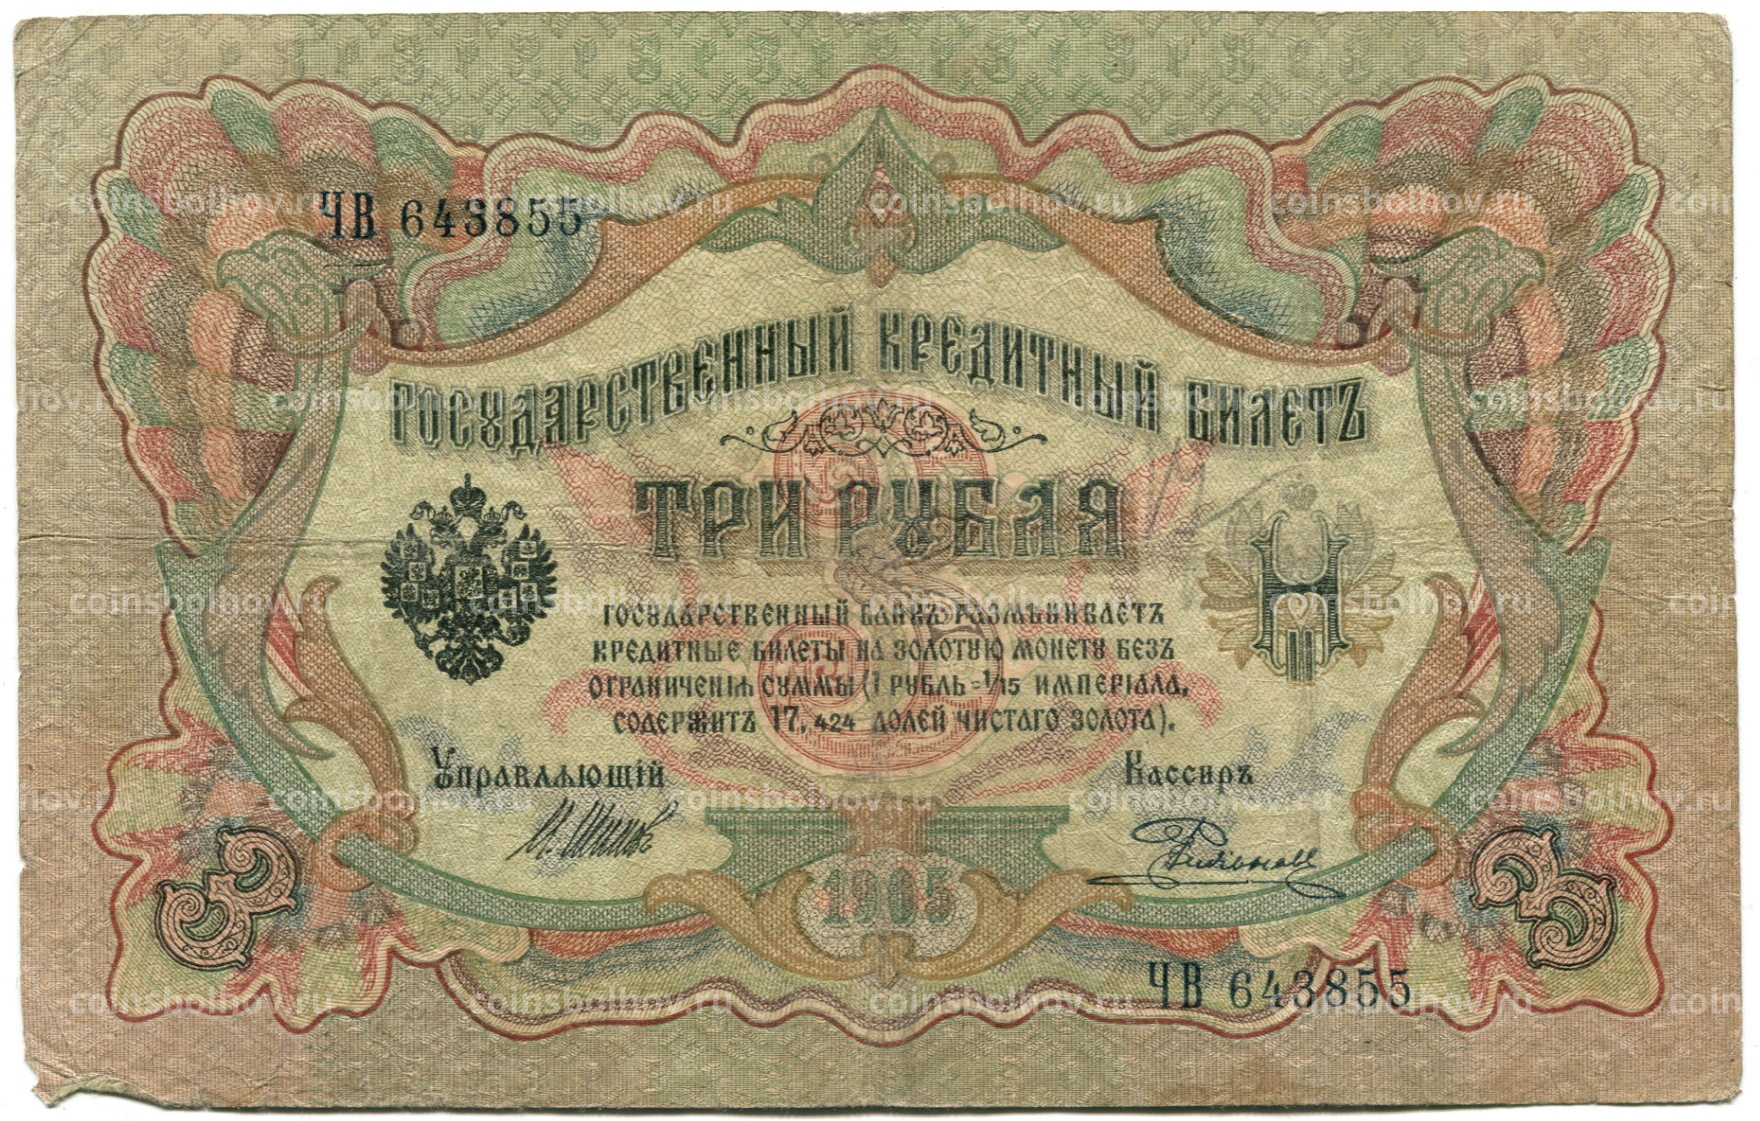 ЧВ 643855
ГОСУДАРСТВЕННЫЙ КРЕДИТНЫЙ БИЛЕТЪ
ТРИ РУБЛЯ
ГОСУДАРСТВЕННЫЙ БАНКЪ РАЗМѢНИВАЕТЪ
КРЕДИТНЫЕ БИЛЕТЫ НА ЗОЛОТУЮ МОНЕТУ БЕЗЪ
ОГРАНИЧЕНІЯ СУММЫ (1 РУБЛЬ = 1/15 ИМПЕРІАЛА,
СОДЕРЖИТЪ 17,424 ДОЛЕЙ ЧИСТАГО ЗОЛОТА).
Управляющій Кассиръ
3 1905 3
ЧВ 643855
coinsbolhov.ru